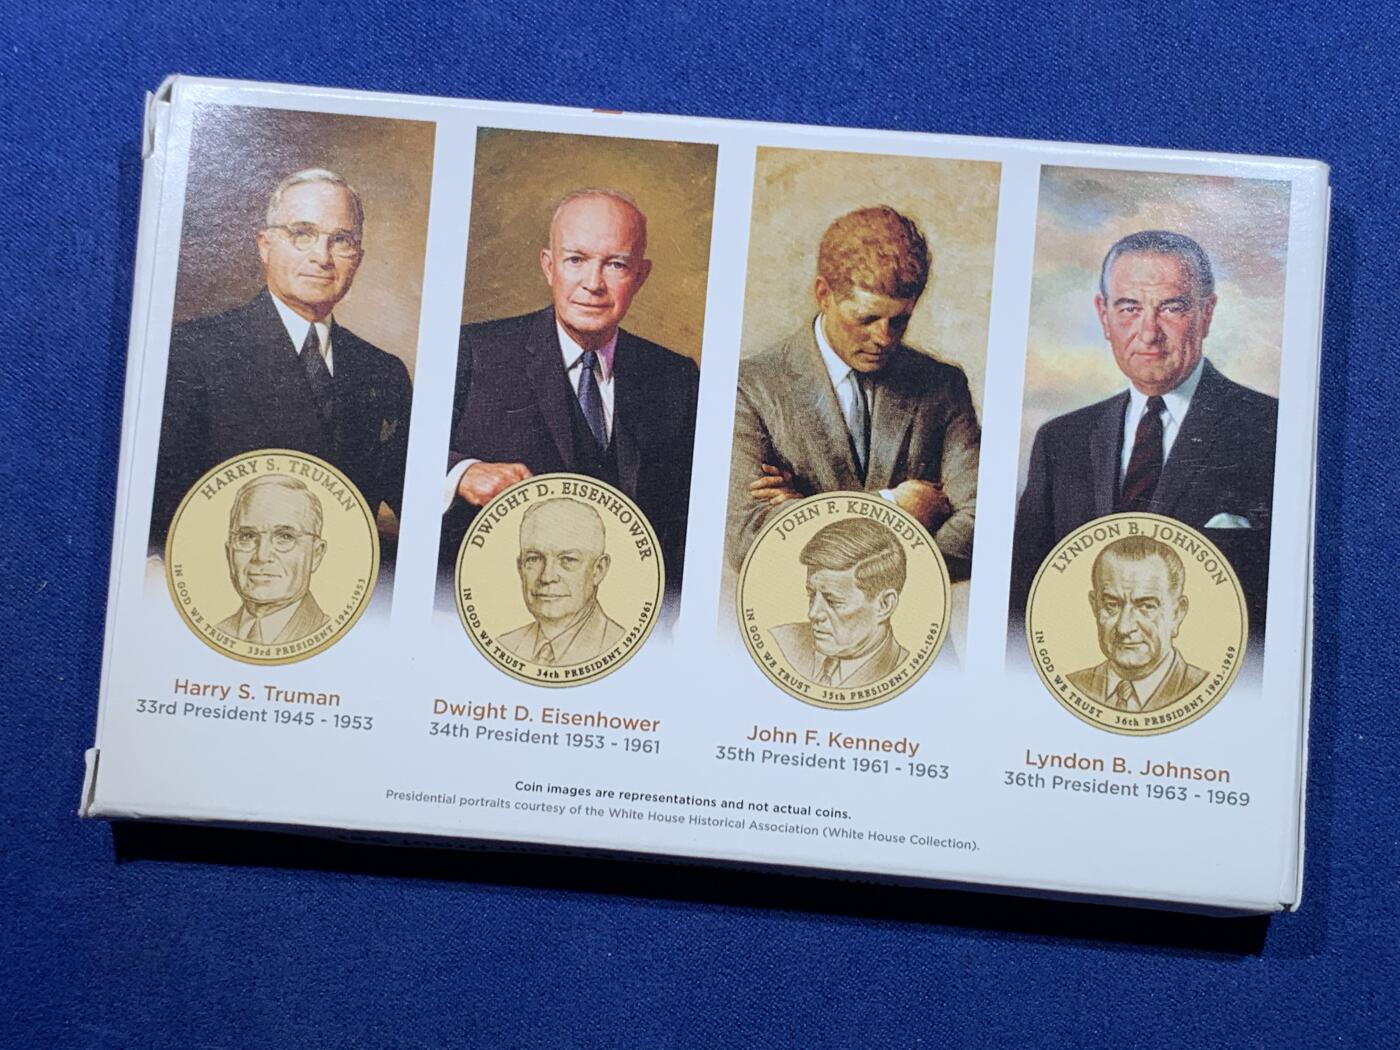 HARRY S. TRUMAN
IN GOD WE TRUST 33rd PRESIDENT 1945-1953
Harry S. Truman
33rd President 1945 - 1953
DWIGHT D. EISENHOWER
IN GOD WE TRUST 34th PRESIDENT 1953-1961
Dwight D. Eisenhower
34th President 1953 - 1961
JOHN F. KENNEDY
IN GOD WE TRUST 35th PRESIDENT 1961-1963
John F. Kennedy
35th President 1961 - 1963
LYNDON B. JOHNSON
IN GOD WE TRUST 36th PRESIDENT 1963-1969
Lyndon B. Johnson
36th President 1963 - 1969
Coin images are representations and not actual coins.
Presidential portraits courtesy of the White House Historical Association (White House Collection).